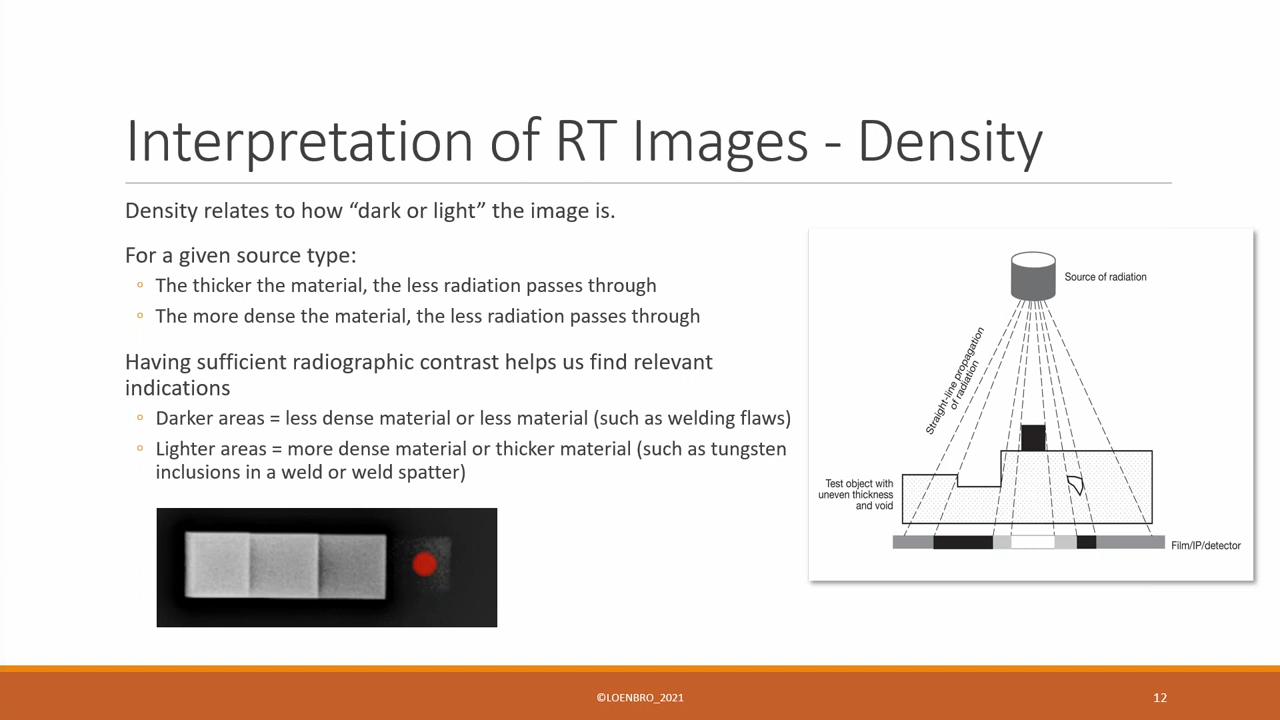 Interpretation of RT Images - Density
Density relates to how “dark or light” the image is.
For a given source type:
◦ The thicker the material, the less radiation passes through
◦ The more dense the material, the less radiation passes through
Having sufficient radiographic contrast helps us find relevant
indications
◦ Darker areas = less dense material or less material (such as welding flaws)
◦ Lighter areas = more dense material or thicker material (such as tungsten
inclusions in a weld or weld spatter)
Source of radiation
Straight-line propagation
of radiation
Test object with
uneven thickness
and void
Film/IP/detector
©LOENBRO_2021
12